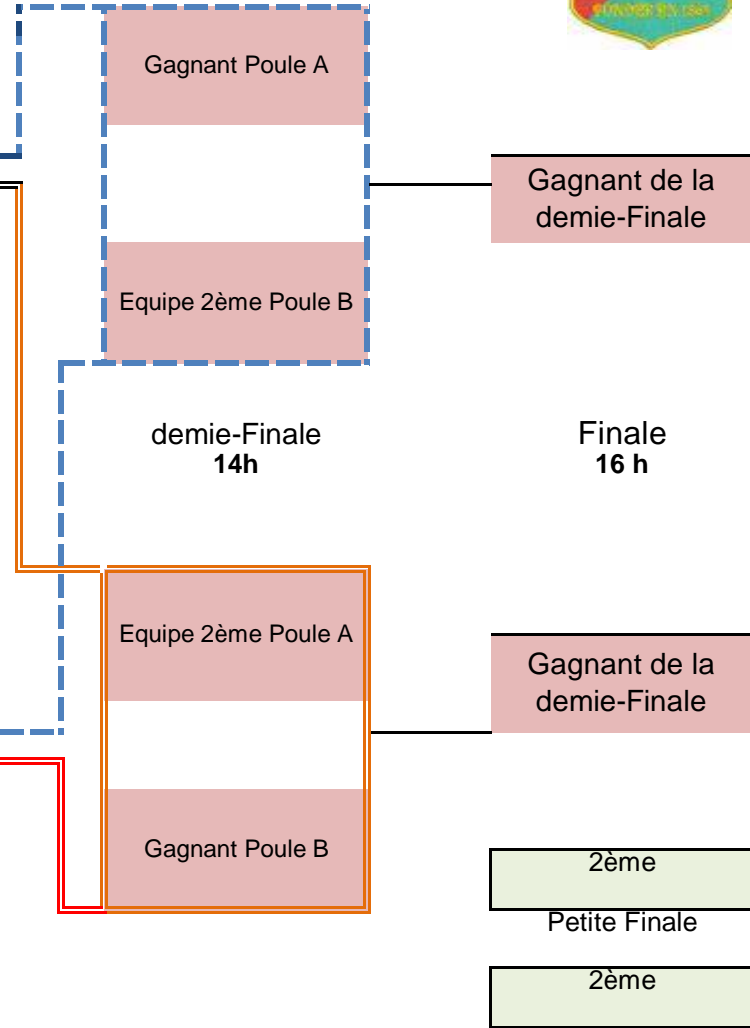 Gagnant Poule A
Gagnant de la
demie-Finale
Equipe 2ème Poule B
demie-Finale
14h
Finale
16 h
Equipe 2ème Poule A
Gagnant de la
demie-Finale
Gagnant Poule B
2ème
Petite Finale
2ème